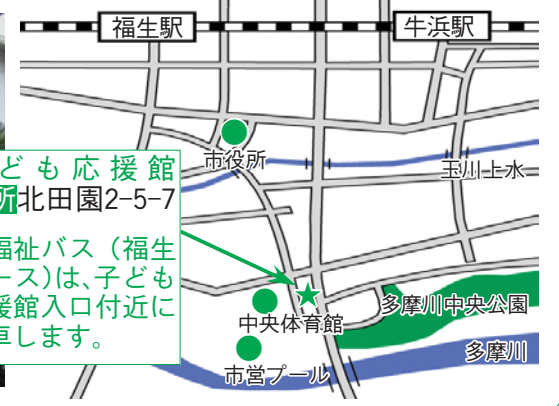 福生駅
牛浜駅
市役所
玉川上水
ども応援館
所北田園2-5-7
福祉バス（福生
ース）は、子ども
援館入口付近に
車します。
中央体育館
多摩川中央公園
市営プール
多摩川